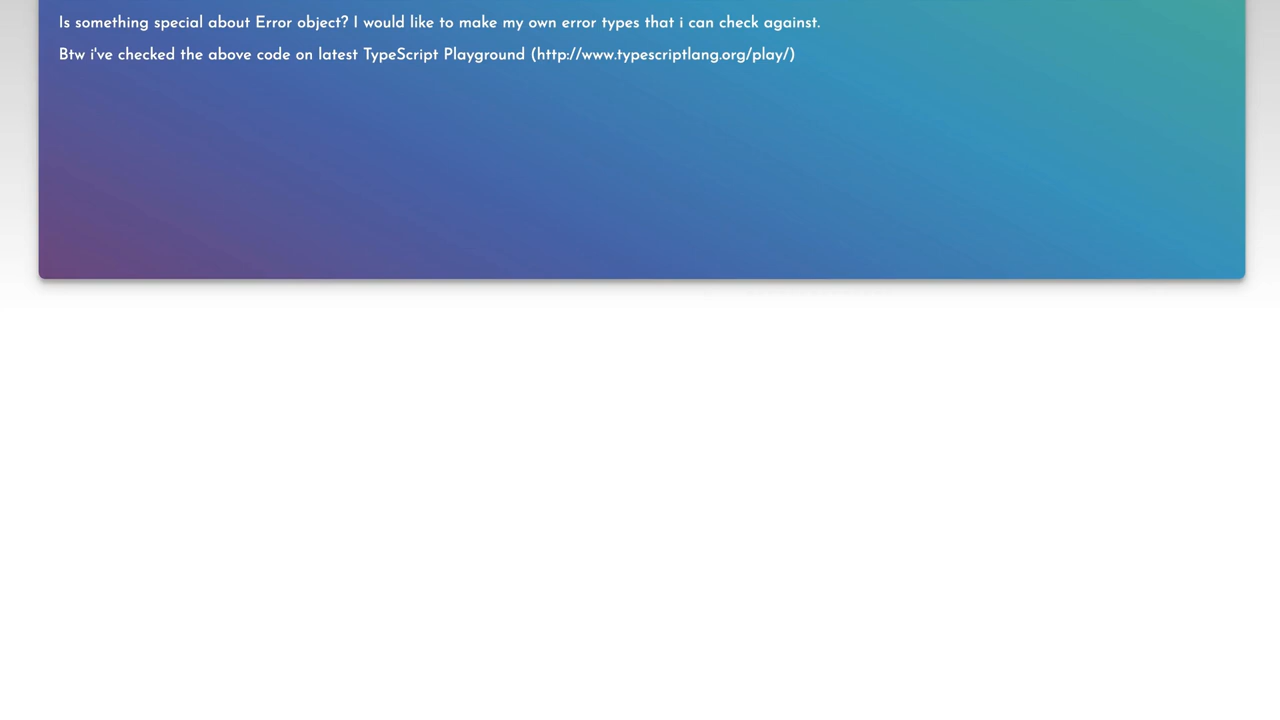 Is something special about Error object? I would like to make my own error types that i can check against.
Btw i've checked the above code on latest TypeScript Playground (http://www.typescriptlang.org/play/)